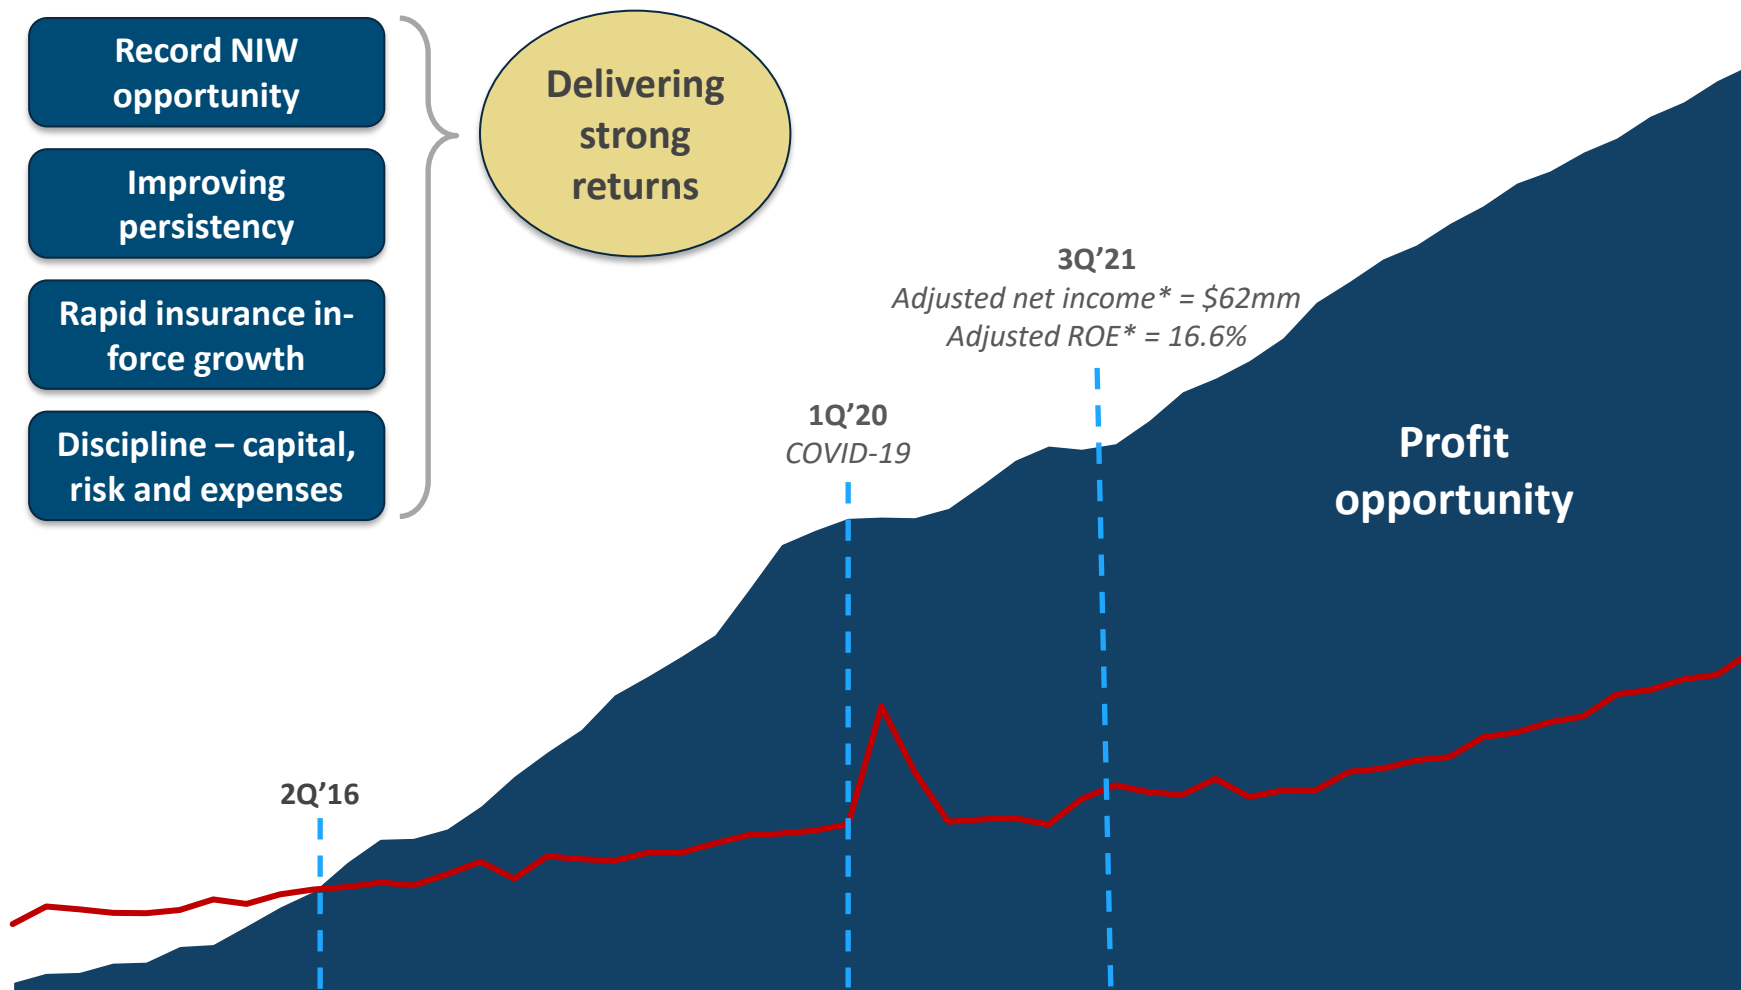 Record NIW
opportunity
Improving
persistency
Rapid insurance in-
force growth
Discipline – capital,
risk and expenses
Delivering
strong
returns
3Q’21
Adjusted net income* = $62mm
Adjusted ROE* = 16.6%
1Q’20
COVID-19
Profit
opportunity
2Q’16